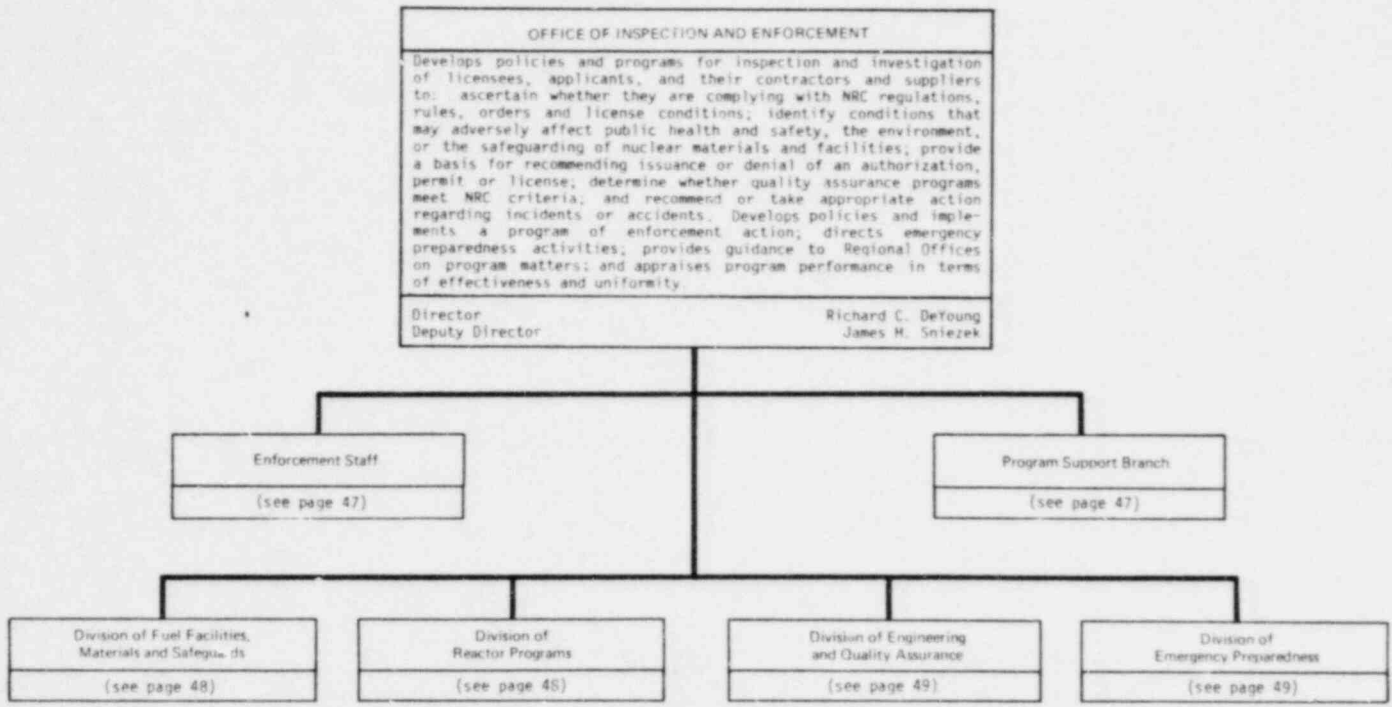 OFFICE OF INSPECTION AND ENFORCEMENT
Develops policies and programs for inspection and investigation
of licensees, applicants, and their contractors and suppliers
to: ascertain whether they are complying with NRC regulations,
rules, orders and license conditions; identify conditions that
may adversely affect public health and safety, the environment,
or the safeguarding of nuclear materials and facilities; provide
a basis for recommending issuance or denial of an authorization,
permit or license; determine whether quality assurance programs
meet NRC criteria; and recommend or take appropriate action
regarding incidents or accidents. Develops policies and imple-
ments a program of enforcement action; directs emergency
preparedness activities; provides guidance to Regional Offices
on program matters; and appraises program performance in terms
of effectiveness and uniformity.
Director Richard C. DeYoung
Deputy Director James H. Sniezek
Enforcement Staff
(see page 47)
Program Support Branch
(see page 47)
Division of Fuel Facilities,
Materials and Safeguards
(see page 48)
Division of
Reactor Programs
(see page 48)
Division of Engineering
and Quality Assurance
(see page 49)
Division of
Emergency Preparedness
(see page 49)